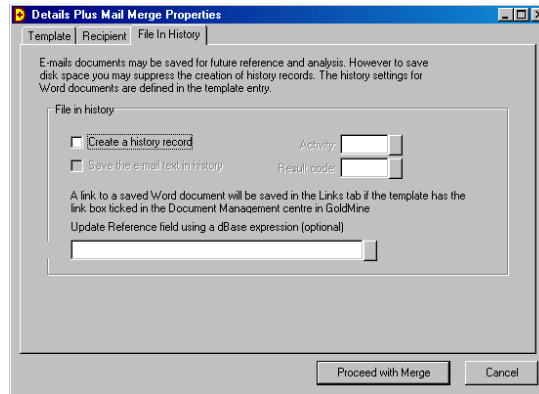 Details Plus Mail Merge Properties
Template Recipient File In History
E-mails documents may be saved for future reference and analysis. However to save
disk space you may suppress the creation of history records. The history settings for
Word documents are defined in the template entry.
File in history
Create a history record Activity:
Save the e-mail text in history Result code:
A link to a saved Word document will be saved in the Links tab if the template has the
link box ticked in the Document Management centre in GoldMine
Update Reference field using a dBase expression (optional)
Proceed with Merge Cancel